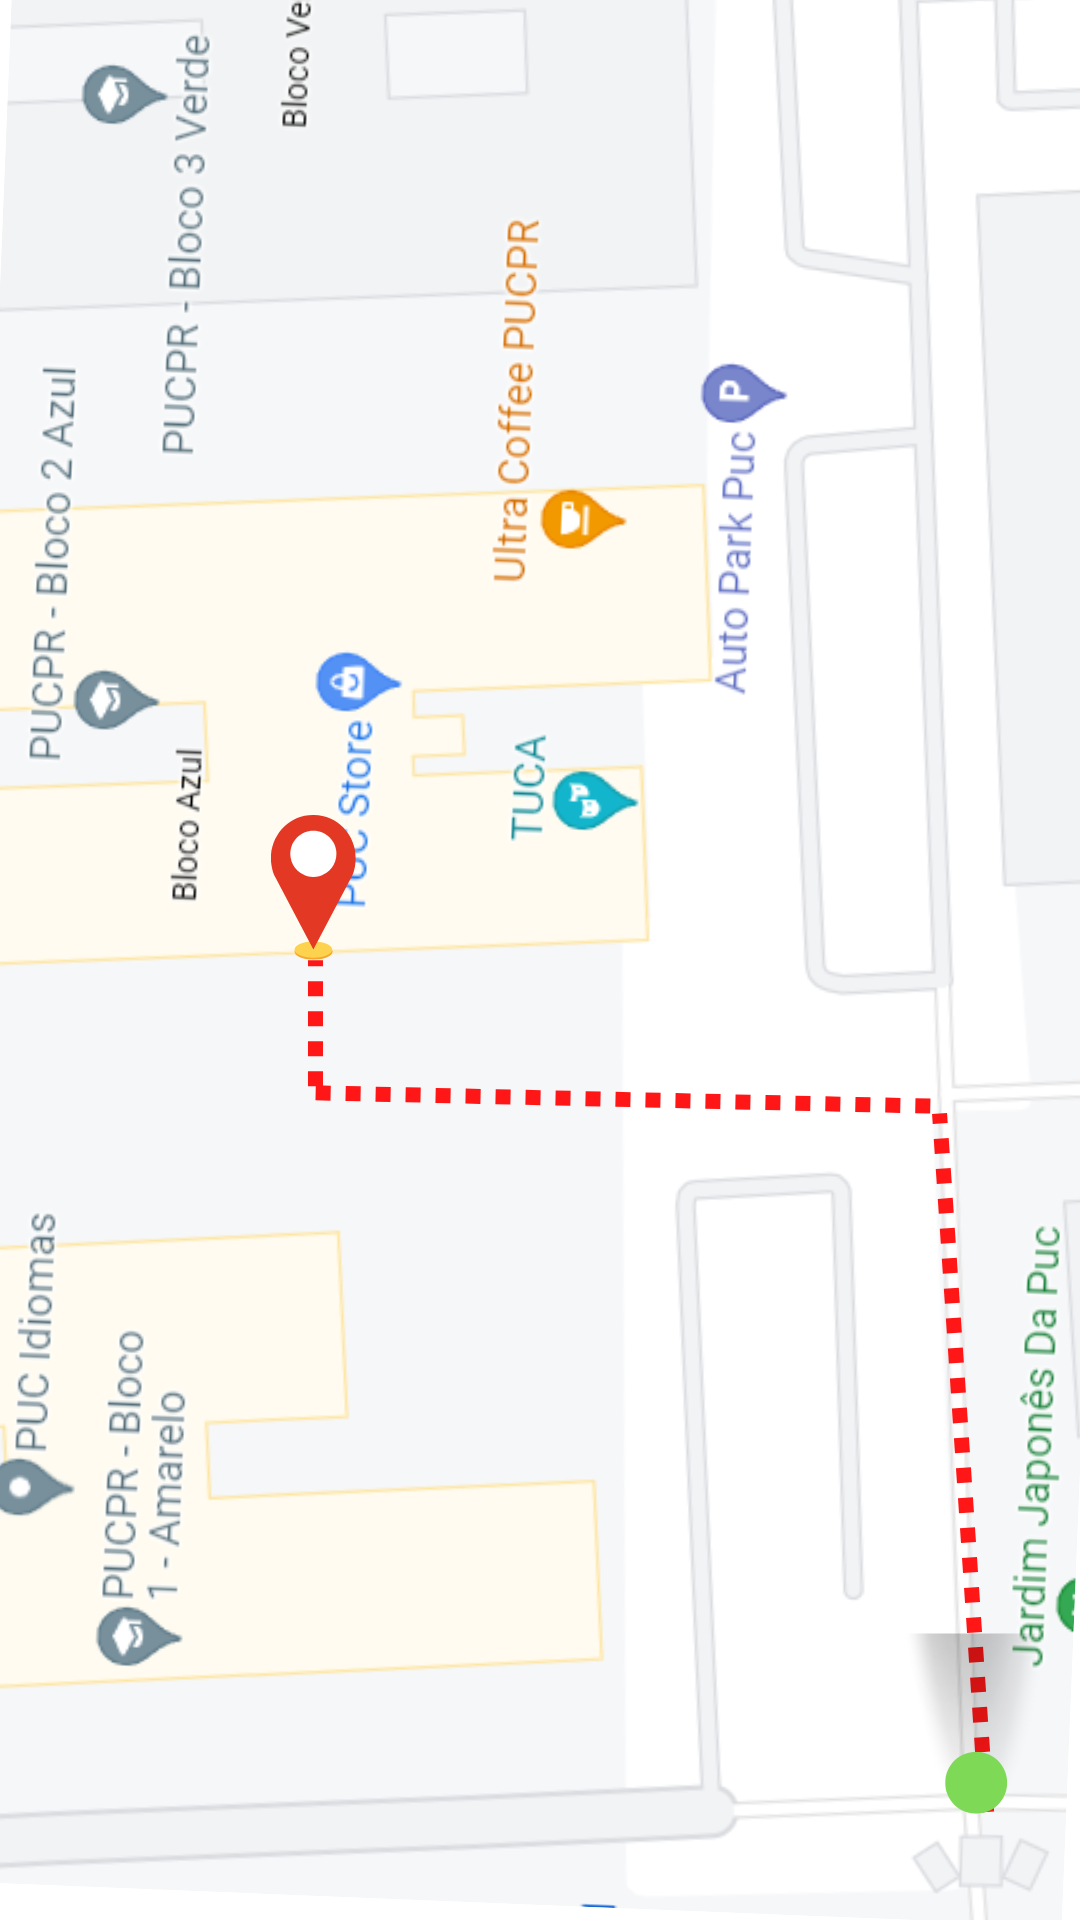 PUCPR - Bloco 3 Verde
Bloco Ve
PUCPR - Bloco 2 Azul
Ultra Coffee PUCPR
P
Auto Park Puc
PUC Store
Bloco Azul
TUCA
PUC Idiomas
PUCPR - Bloco
1 - Amarelo
Jardim Japonês Da Puc